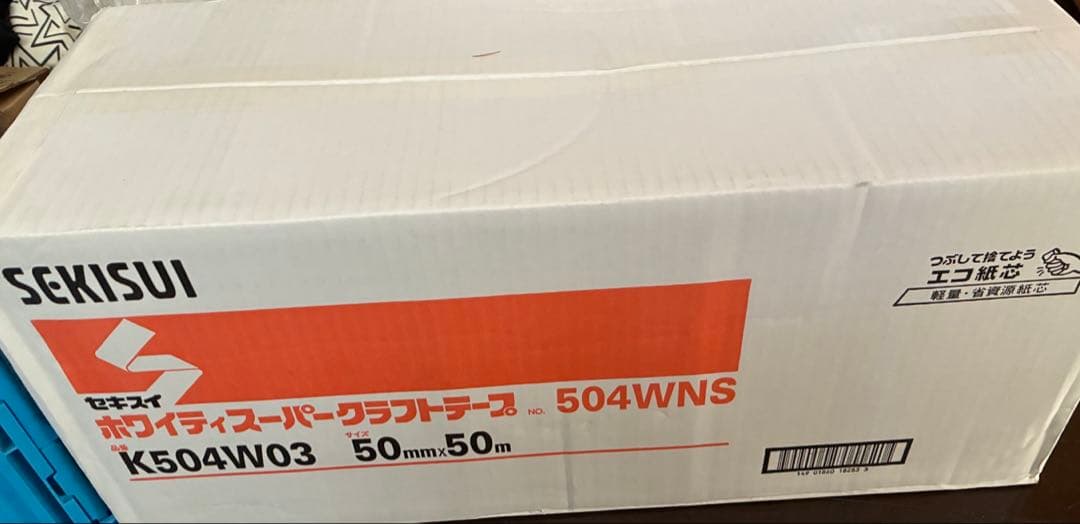 SEKISUI
セキスイ
ホワイティスーパークラフトテープ NO. 504WNS
品番 K504W03 サイズ 50mm×50m
つぶして捨てよう
エコ紙芯
軽量・省資源紙芯